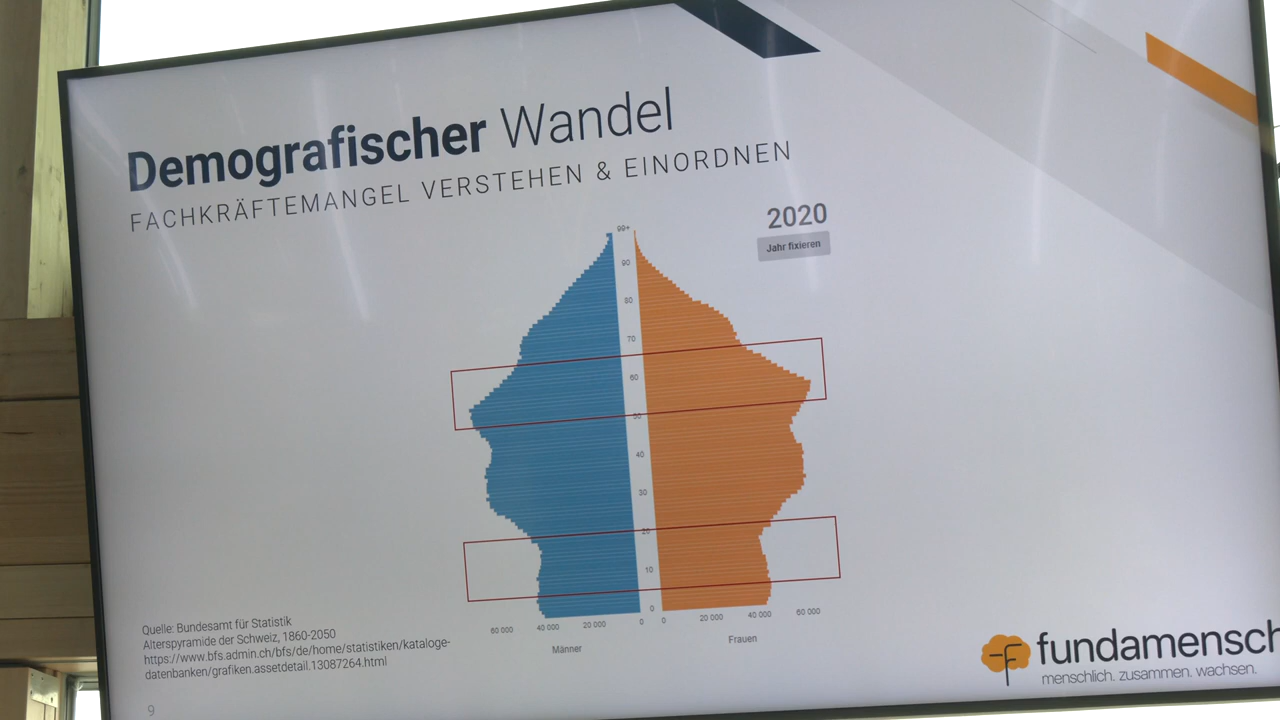 Demografischer Wandel
FACHKRÄFTEMANGEL VERSTEHEN & EINORDNEN
2020
Jahr fixieren
99+
90
80
70
60
50
40
30
20
10
0
60 000 40 000 20 000 0 0 20 000 40 000 60 000
Männer Frauen
Quelle: Bundesamt für Statistik
Alterspyramide der Schweiz, 1860-2050
https://www.bfs.admin.ch/bfs/de/home/statistiken/kataloge-
datenbanken/grafiken.assetdetail.13087264.html
fundamensch
menschlich. zusammen. wachsen.
9